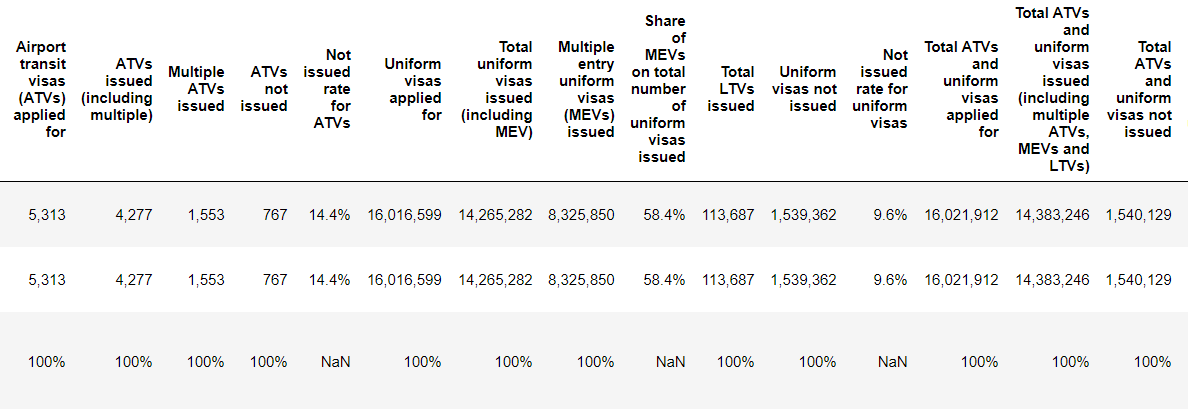 Airport transit visas (ATVs) applied for
ATVs issued (including multiple)
Multiple ATVs issued
ATVs not issued
Not issued rate for ATVs
Uniform visas applied for
Total uniform visas issued (including MEV)
Multiple entry uniform visas (MEVs) issued
Share of MEVs on total number of uniform visas issued
Total LTVs issued
Uniform visas not issued
Not issued rate for uniform visas
Total ATVs and uniform visas applied for
Total ATVs and uniform visas issued (including multiple ATVs, MEVs and LTVs)
Total ATVs and uniform visas not issued
5,313 4,277 1,553 767 14.4% 16,016,599 14,265,282 8,325,850 58.4% 113,687 1,539,362 9.6% 16,021,912 14,383,246 1,540,129
5,313 4,277 1,553 767 14.4% 16,016,599 14,265,282 8,325,850 58.4% 113,687 1,539,362 9.6% 16,021,912 14,383,246 1,540,129
100% 100% 100% 100% NaN 100% 100% 100% NaN 100% 100% NaN 100% 100% 100%